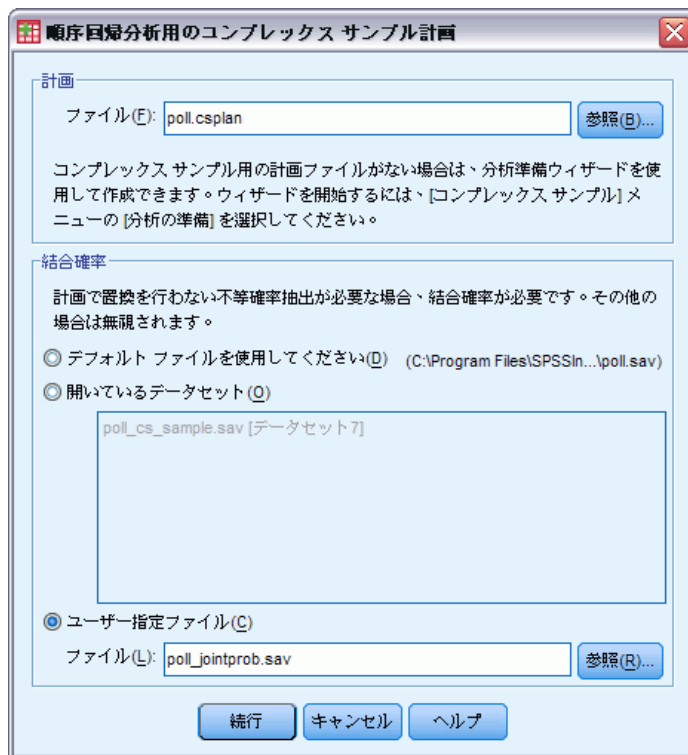 順序回帰分析用のコンプレックス サンプル計画
計画
ファイル(F): poll.csplan 参照(B)...
コンプレックス サンプル用の計画ファイルがない場合は、分析準備ウィザードを使
用して作成できます。ウィザードを開始するには、[コンプレックス サンプル] メ
ニューの [分析の準備] を選択してください。
結合確率
計画で置換を行わない不等確率抽出が必要な場合、結合確率が必要です。その他の
場合は無視されます。
デフォルト ファイルを使用してください(D) (C:\Program Files\SPSSIn...\poll.sav)
開いているデータセット(O)
poll_cs_sample.sav [データセット7]
ユーザー指定ファイル(C)
ファイル(L): poll_jointprob.sav 参照(R)...
続行 キャンセル ヘルプ